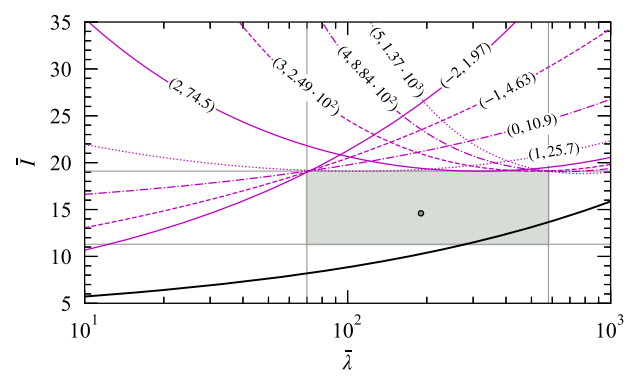 35
30
25
20
15
10
5
Ī
(2, 74.5)
(3, 2.49 · 10²)
(4, 8.84 · 10²)
(5, 1.37 · 10³)
(−2, 1.97)
(−1, 4.63)
(0, 10.9)
(1, 25.7)
10¹ 10² 10³
λ̄